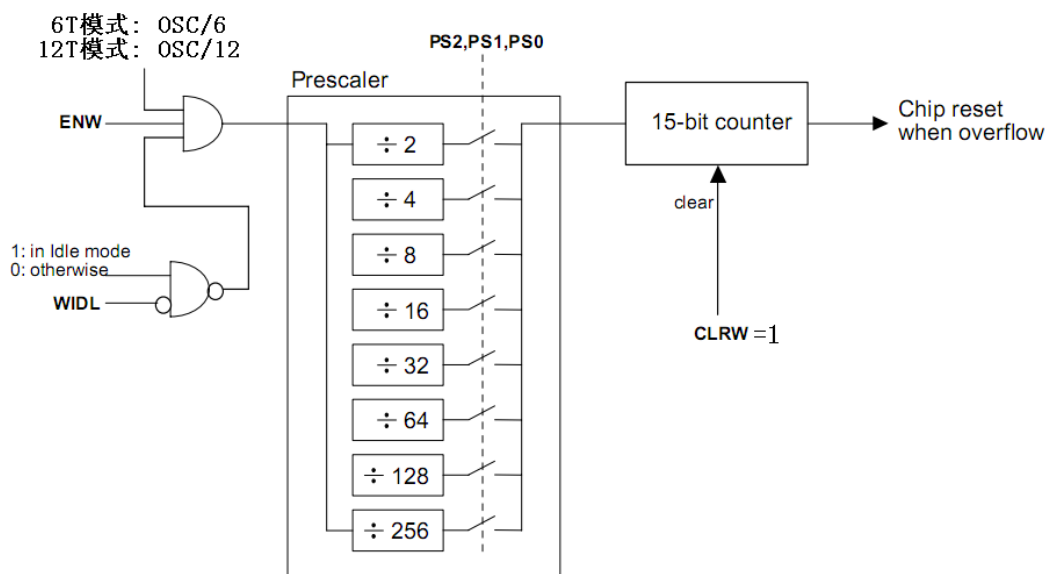 6T模式: OSC/6
12T模式: OSC/12
PS2,PS1,PS0
Prescaler
ENW
÷ 2
÷ 4
÷ 8
÷ 16
÷ 32
÷ 64
÷ 128
÷ 256
15-bit counter
Chip reset
when overflow
clear
CLRW =1
1: in Idle mode
0: otherwise
WIDL